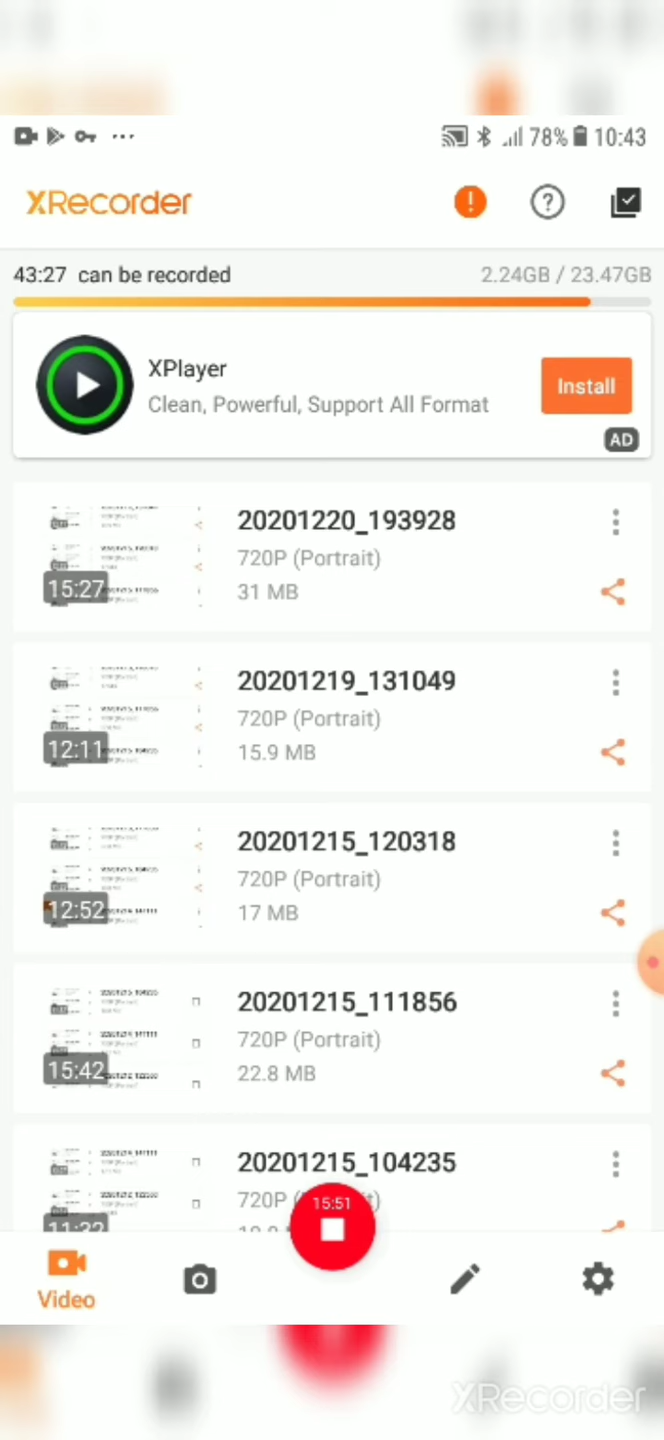 78% 10:43
XRecorder
43:27 can be recorded
2.24GB / 23.47GB
XPlayer
Clean, Powerful, Support All Format
Install
AD
20201220_193928
720P (Portrait)
31 MB
15:27
20201219_131049
720P (Portrait)
15.9 MB
12:11
20201215_120318
720P (Portrait)
17 MB
12:52
20201215_111856
720P (Portrait)
22.8 MB
15:42
20201215_104235
720P
15:51
Video
XRecorder